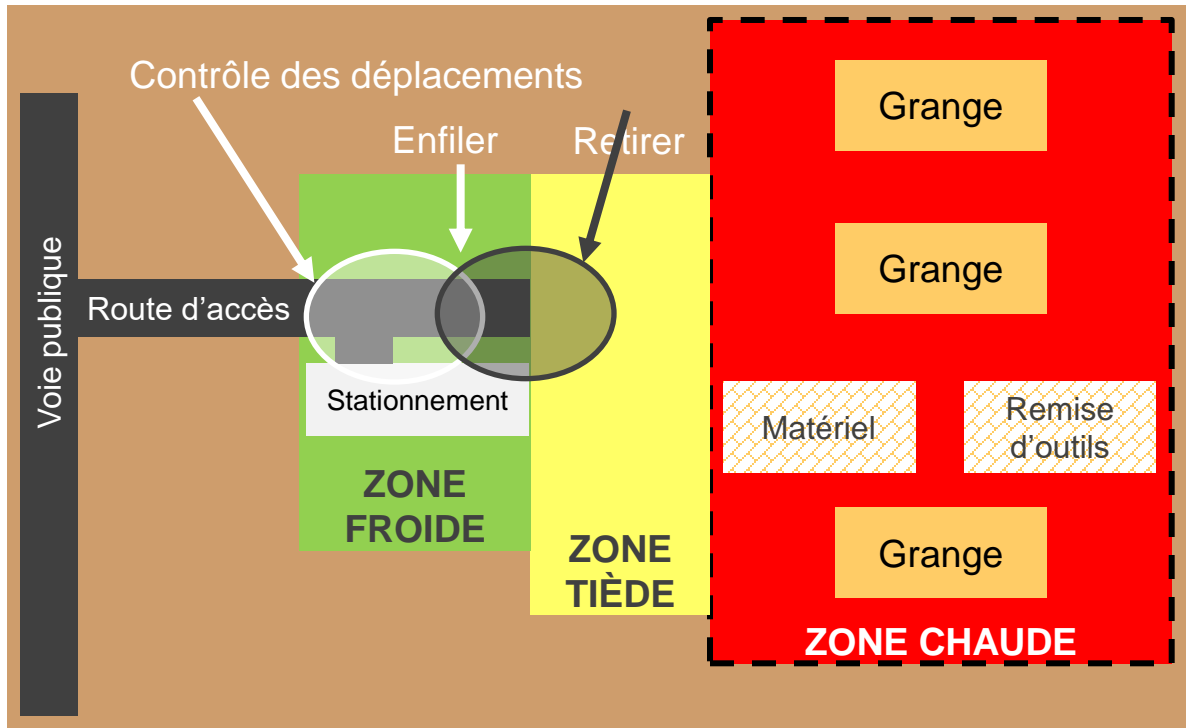 Contrôle des déplacements
Enfiler
Retirer
Voie publique
Route d’accès
Stationnement
ZONE
FROIDE
ZONE
TIÈDE
Grange
Grange
Matériel
Remise
d’outils
Grange
ZONE CHAUDE